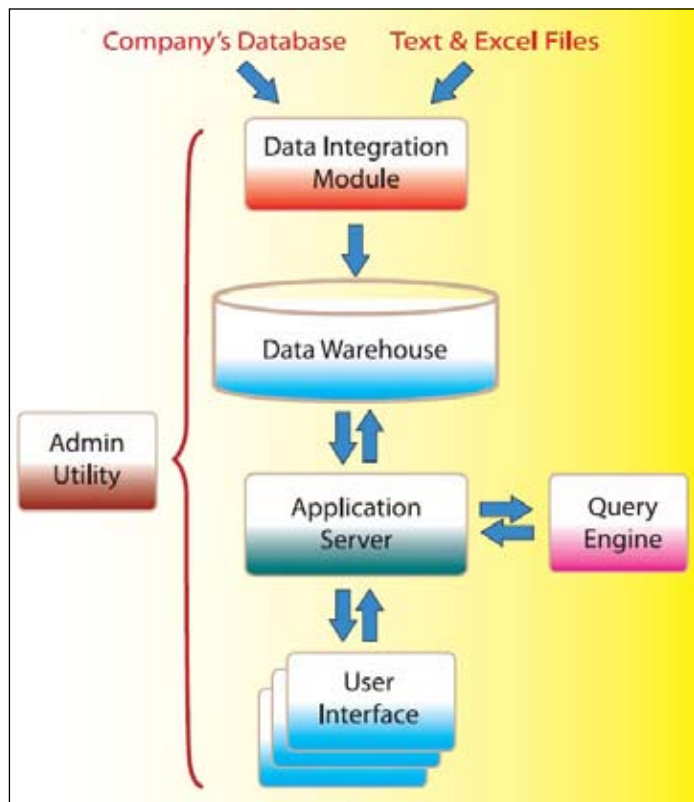 Company's Database
Text & Excel Files
Data Integration
Module
Data Warehouse
Admin
Utility
Application
Server
Query
Engine
User
Interface